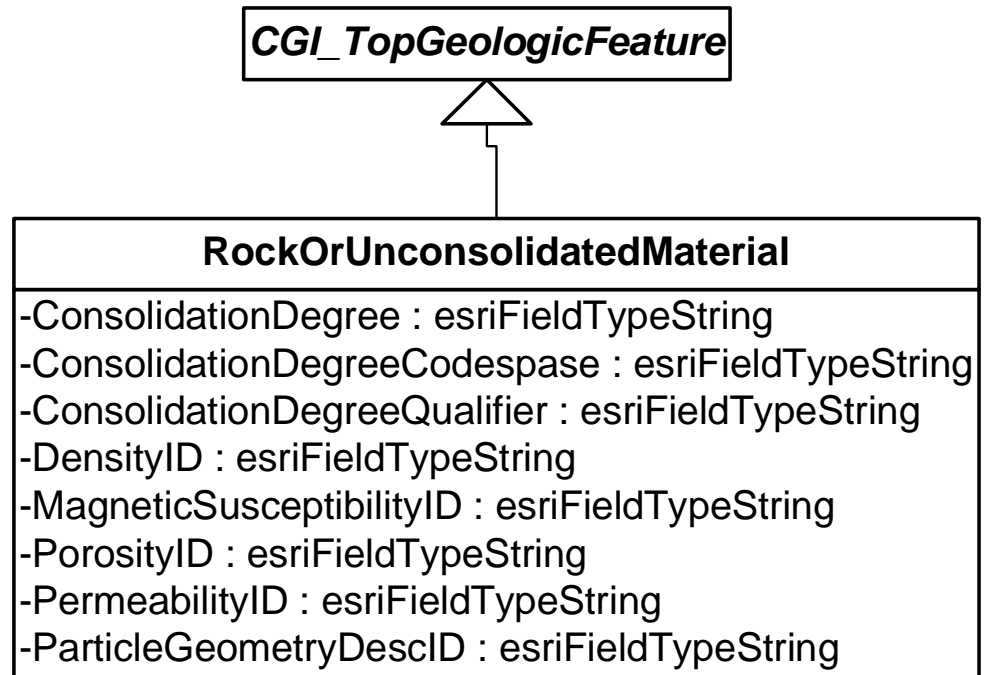 CGI_TopGeologicFeature
RockOrUnconsolidatedMaterial
-ConsolidationDegree : esriFieldTypeString
-ConsolidationDegreeCodespase : esriFieldTypeString
-ConsolidationDegreeQualifier : esriFieldTypeString
-DensityID : esriFieldTypeString
-MagneticSusceptibilityID : esriFieldTypeString
-PorosityID : esriFieldTypeString
-PermeabilityID : esriFieldTypeString
-ParticleGeometryDescID : esriFieldTypeString